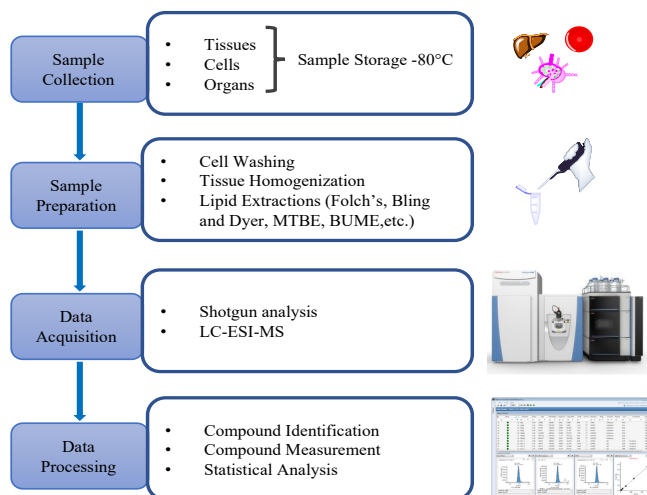 Sample
Collection
• Tissues
• Cells
• Organs
Sample Storage -80°C
Sample
Preparation
• Cell Washing
• Tissue Homogenization
• Lipid Extractions (Folch’s, Bling
and Dyer, MTBE, BUME,etc.)
Data
Acquisition
• Shotgun analysis
• LC-ESI-MS
Data
Processing
• Compound Identification
• Compound Measurement
• Statistical Analysis